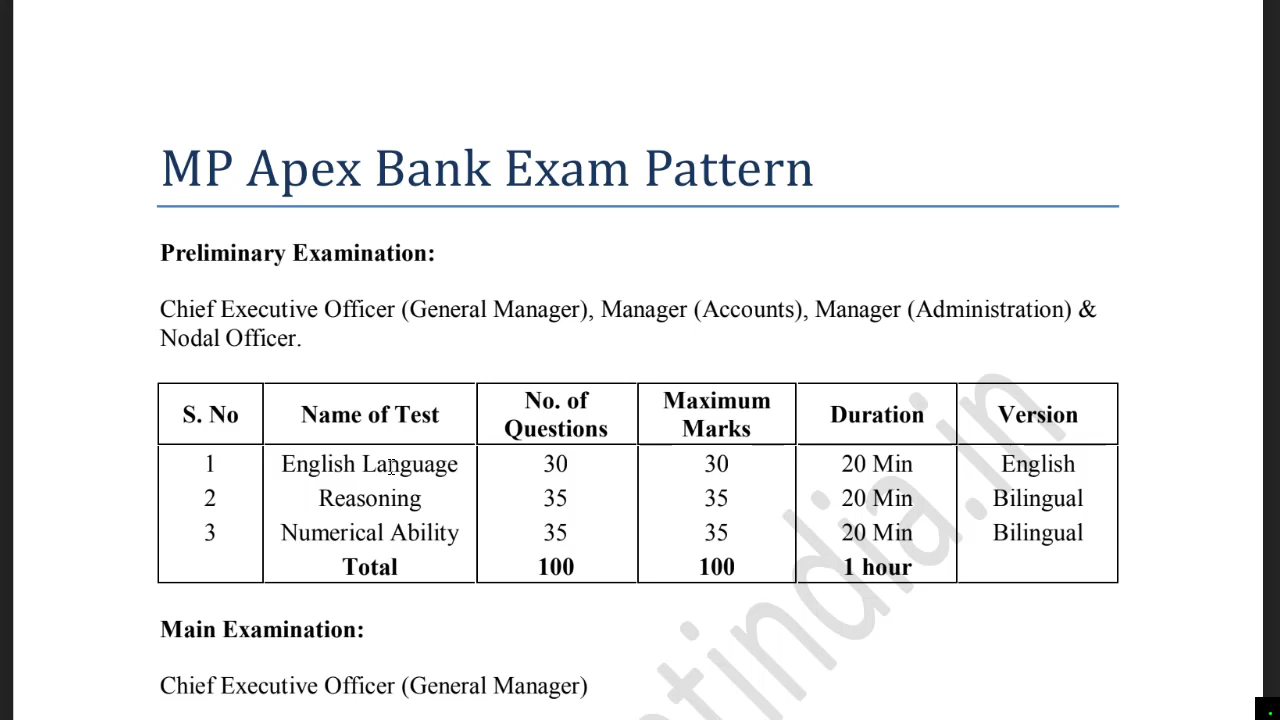 MP Apex Bank Exam Pattern
Preliminary Examination:
Chief Executive Officer (General Manager), Manager (Accounts), Manager (Administration) &
Nodal Officer.
S. No Name of Test No. of Questions Maximum Marks Duration Version
1 English Language 30 30 20 Min English
2 Reasoning 35 35 20 Min Bilingual
3 Numerical Ability 35 35 20 Min Bilingual
Total 100 100 1 hour
Main Examination:
Chief Executive Officer (General Manager)
tindia.in